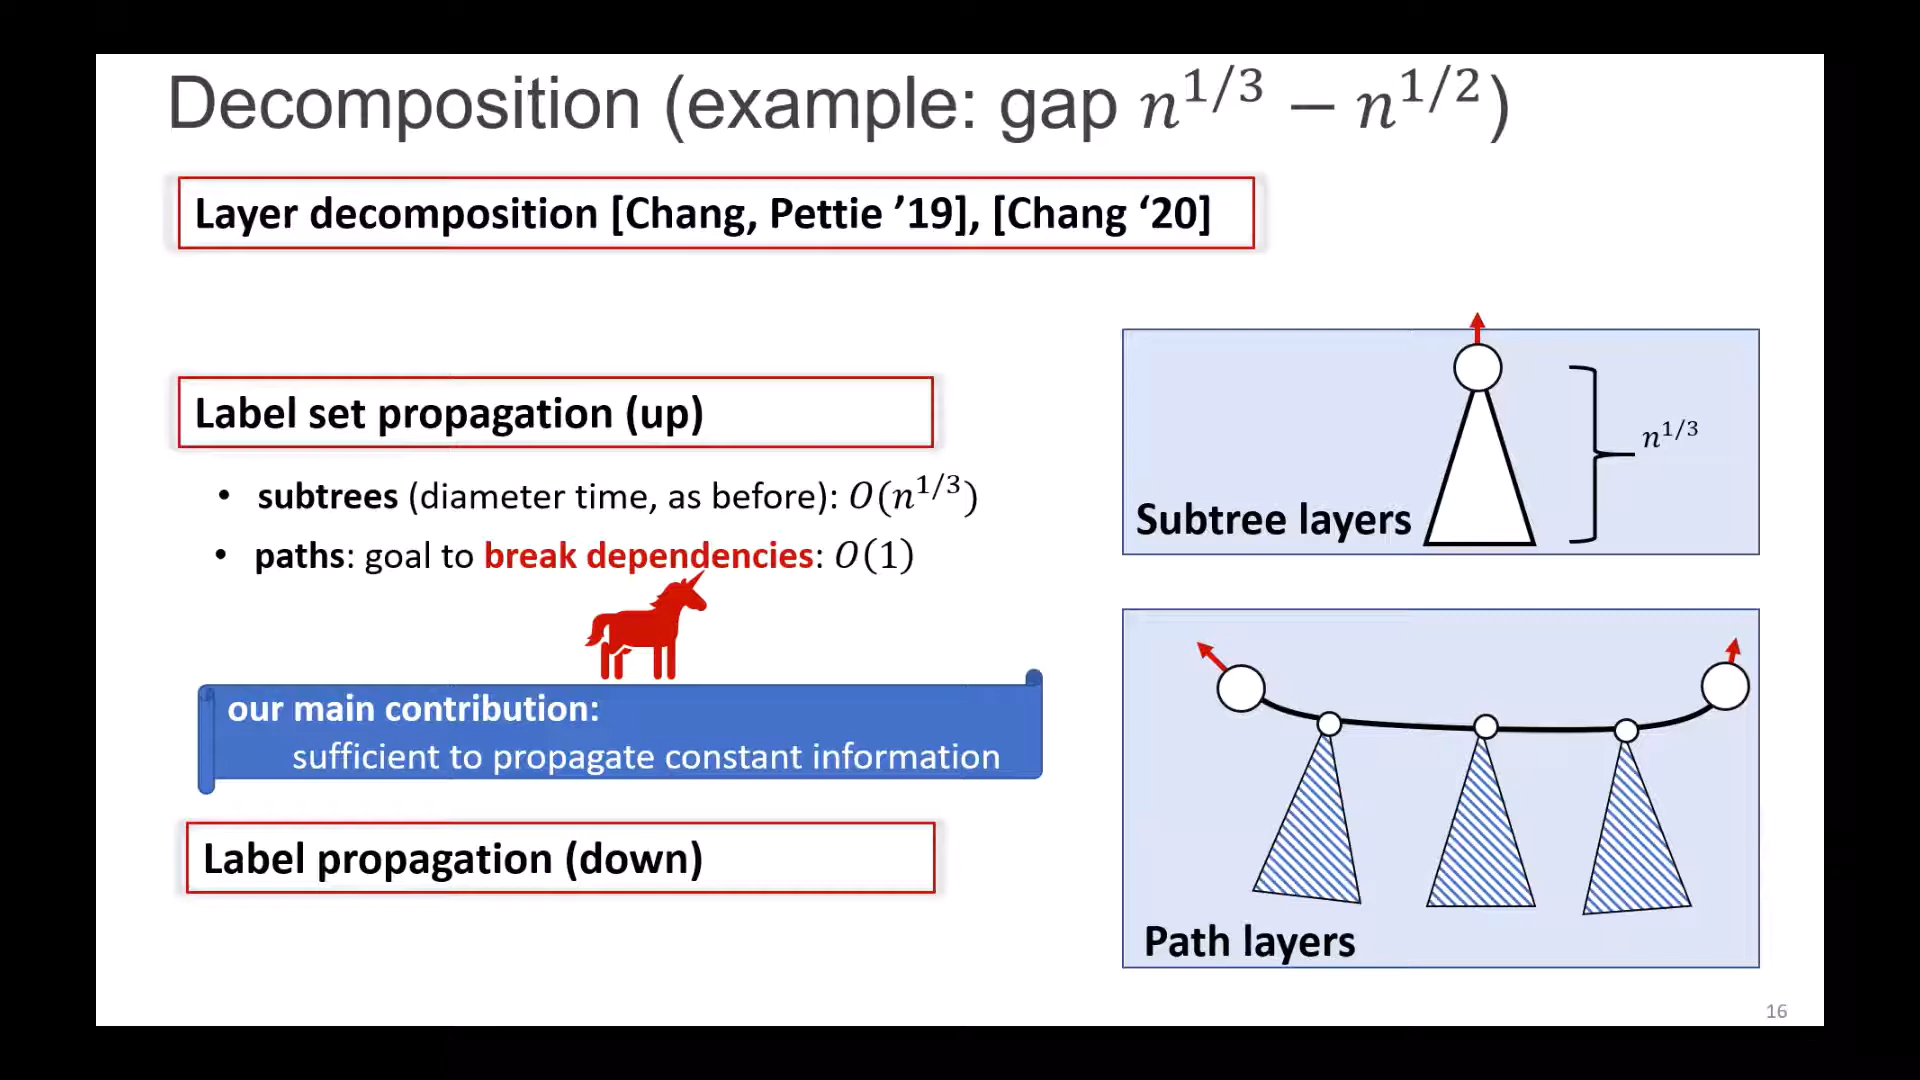 Decomposition (example: gap n^{1/3} − n^{1/2})
Layer decomposition [Chang, Pettie ’19], [Chang ‘20]
Label set propagation (up)
• subtrees (diameter time, as before): O(n^{1/3})
• paths: goal to break dependencies: O(1)
our main contribution:
sufficient to propagate constant information
Label propagation (down)
n^{1/3}
Subtree layers
Path layers
16